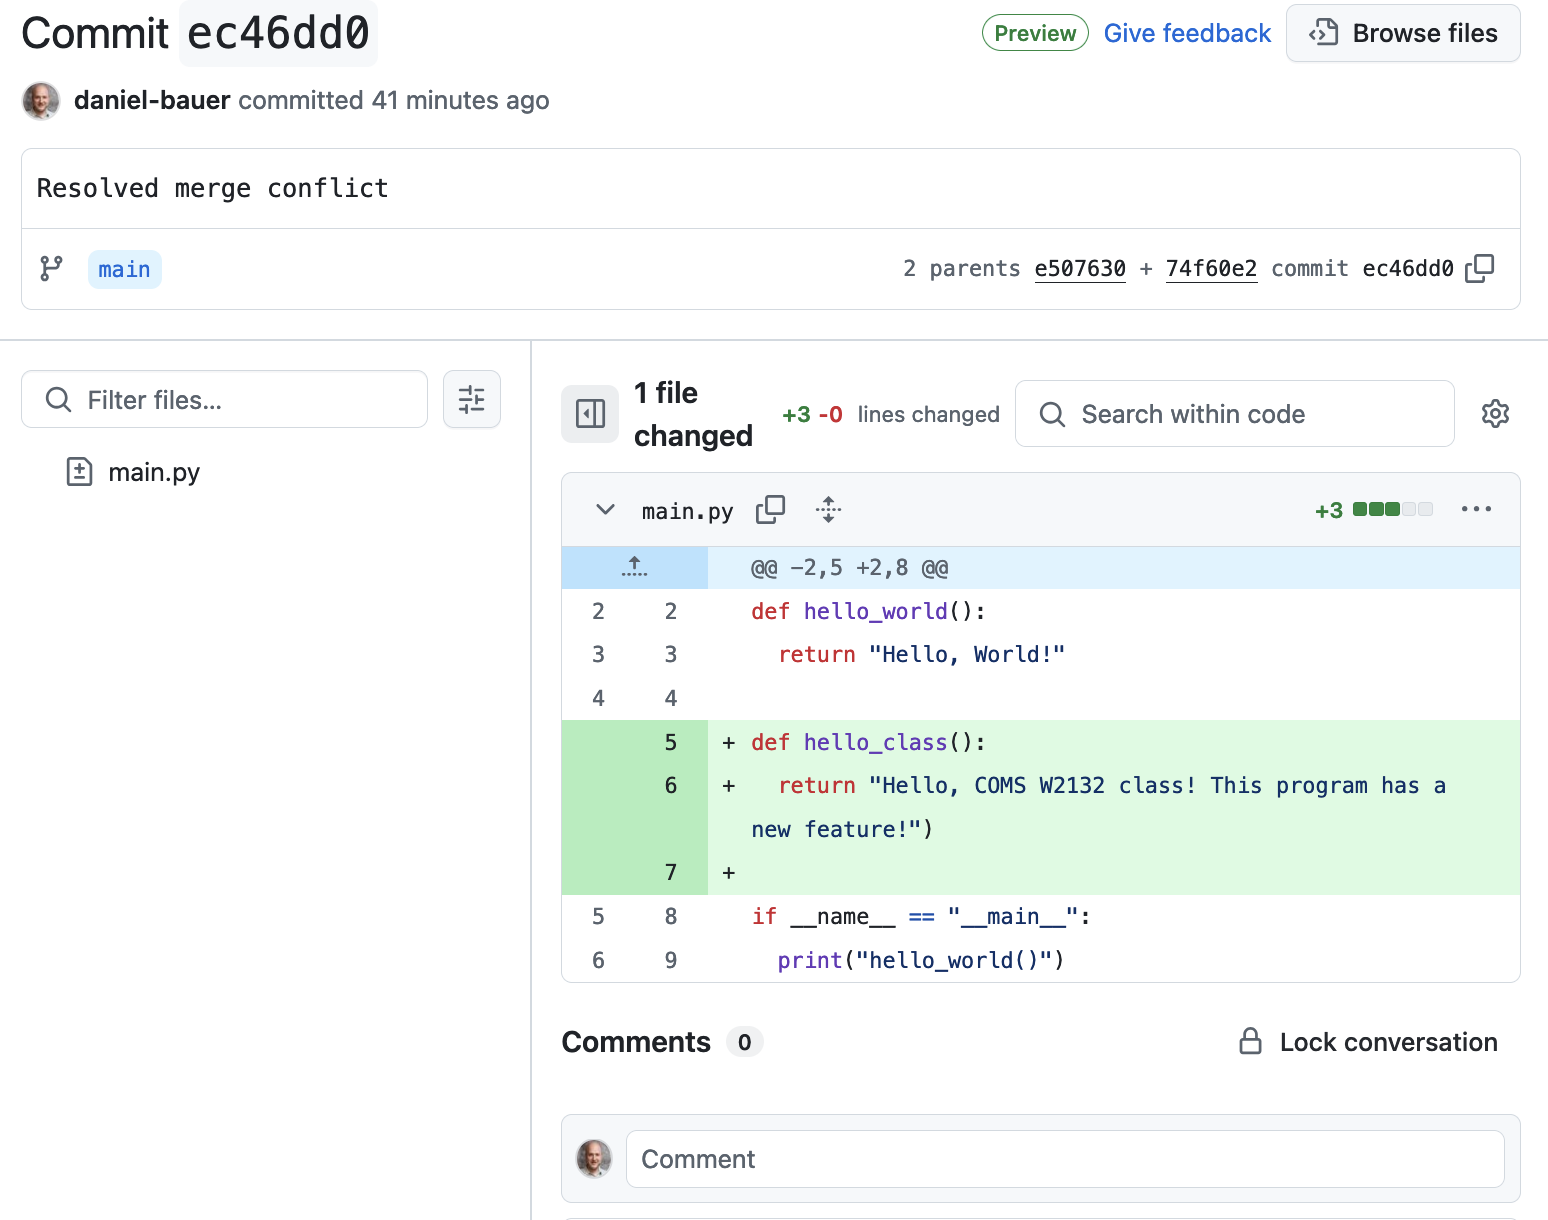 Commit ec46dd0
Preview Give feedback Browse files
daniel-bauer committed 41 minutes ago
Resolved merge conflict
main
2 parents e507630 + 74f60e2 commit ec46dd0
Filter files...
main.py
1 file
changed
+3 -0 lines changed
Search within code
main.py
+3
@@ -2,5 +2,8 @@
2 2 def hello_world():
3 3   return "Hello, World!"
4 4
5 + def hello_class():
6 +   return "Hello, COMS W2132 class! This program has a
new feature!")
7 +
5 8 if __name__ == "__main__":
6 9   print("hello_world()")
Comments 0
Lock conversation
Comment